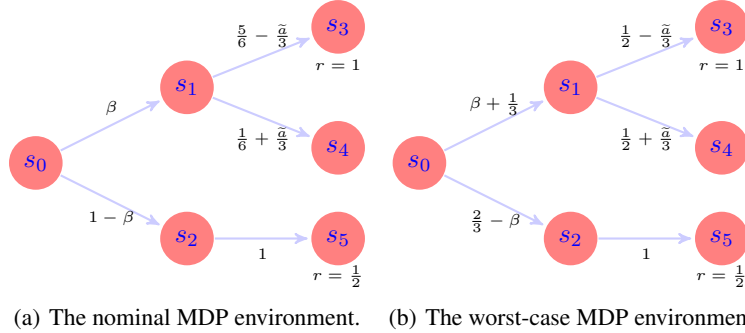 s₃
5/6 − ã/3
r = 1
s₁
β
1/6 + ã/3
s₄
s₀
1 − β
s₂
1
s₅
r = 1/2
(a) The nominal MDP environment.
s₃
1/2 − ã/3
r = 1
s₁
β + 1/3
1/2 + ã/3
s₄
s₀
2/3 − β
s₂
1
s₅
r = 1/2
(b) The worst-case MDP environmen